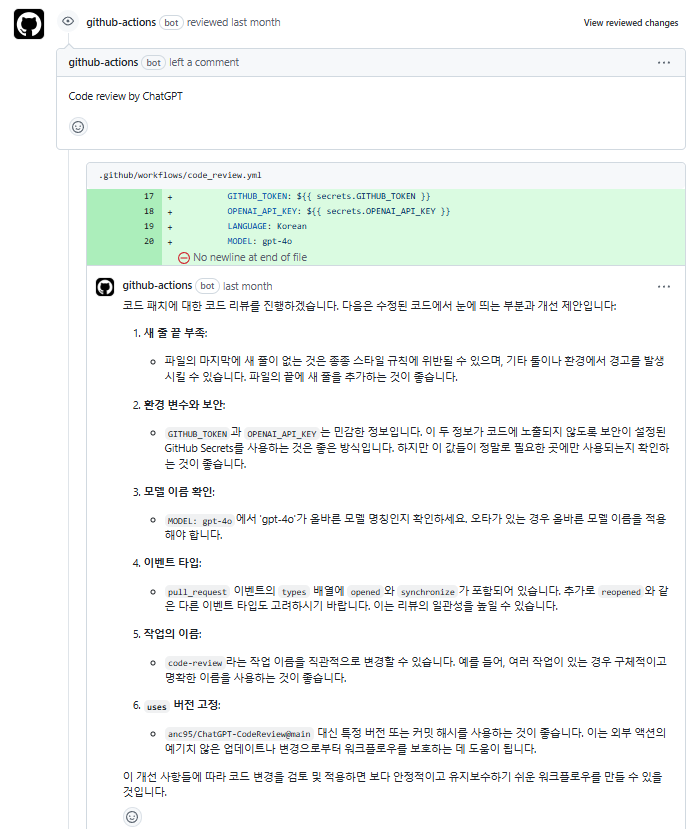 github-actions bot reviewed last month View reviewed changes
github-actions bot left a comment
Code review by ChatGPT
.github/workflows/code_review.yml
17 + GITHUB_TOKEN: ${{ secrets.GITHUB_TOKEN }}
18 + OPENAI_API_KEY: ${{ secrets.OPENAI_API_KEY }}
19 + LANGUAGE: Korean
20 + MODEL: gpt-4o
No newline at end of file
github-actions bot last month
코드 패치에 대한 코드 리뷰를 진행하겠습니다. 다음은 수정된 코드에서 눈에 띄는 부분과 개선 제안입니다:
1. 새 줄 끝 부족:
파일의 마지막에 새 풀이 없는 것은 종종 스타일 규칙에 위반될 수 있으며, 기타 툴이나 환경에서 경고를 발생
시킬 수 있습니다. 파일의 끝에 새 풀을 추가하는 것이 좋습니다.
2. 환경 변수와 보안:
GITHUB_TOKEN 과 OPENAI_API_KEY 는 민감한 정보입니다. 이 두 정보가 코드에 노출되지 않도록 보안이 설정된
GitHub Secrets를 사용하는 것은 좋은 방식입니다. 하지만 이 값들이 정말로 필요한 곳에만 사용되는지 확인하
는 것이 좋습니다.
3. 모델 이름 확인:
MODEL: gpt-4o 에서 'gpt-4o'가 올바른 모델 명칭인지 확인하세요. 오타가 있는 경우 올바른 모델 이름을 적용
해야 합니다.
4. 이벤트 타입:
pull_request 이벤트의 types 배열에 opened 와 synchronize 가 포함되어 있습니다. 추가로 reopened 와 같
은 다른 이벤트 타입도 고려하시기 바랍니다. 이는 리뷰의 일관성을 높일 수 있습니다.
5. 작업의 이름:
code-review 라는 작업 이름을 직관적으로 변경할 수 있습니다. 예를 들어, 여러 작업이 있는 경우 구체적이고
명확한 이름을 사용하는 것이 좋습니다.
6. uses 버전 고정:
anc95/ChatGPT-CodeReview@main 대신 특정 버전 또는 커밋 해시를 사용하는 것이 좋습니다. 이는 외부 액션의
예기치 않은 업데이트나 변경으로부터 워크플로우를 보호하는 데 도움이 됩니다.
이 개선 사항들에 따라 코드 변경을 검토 및 적용하면 보다 안정적이고 유지보수하기 쉬운 워크플로우를 만들 수 있을
것입니다.